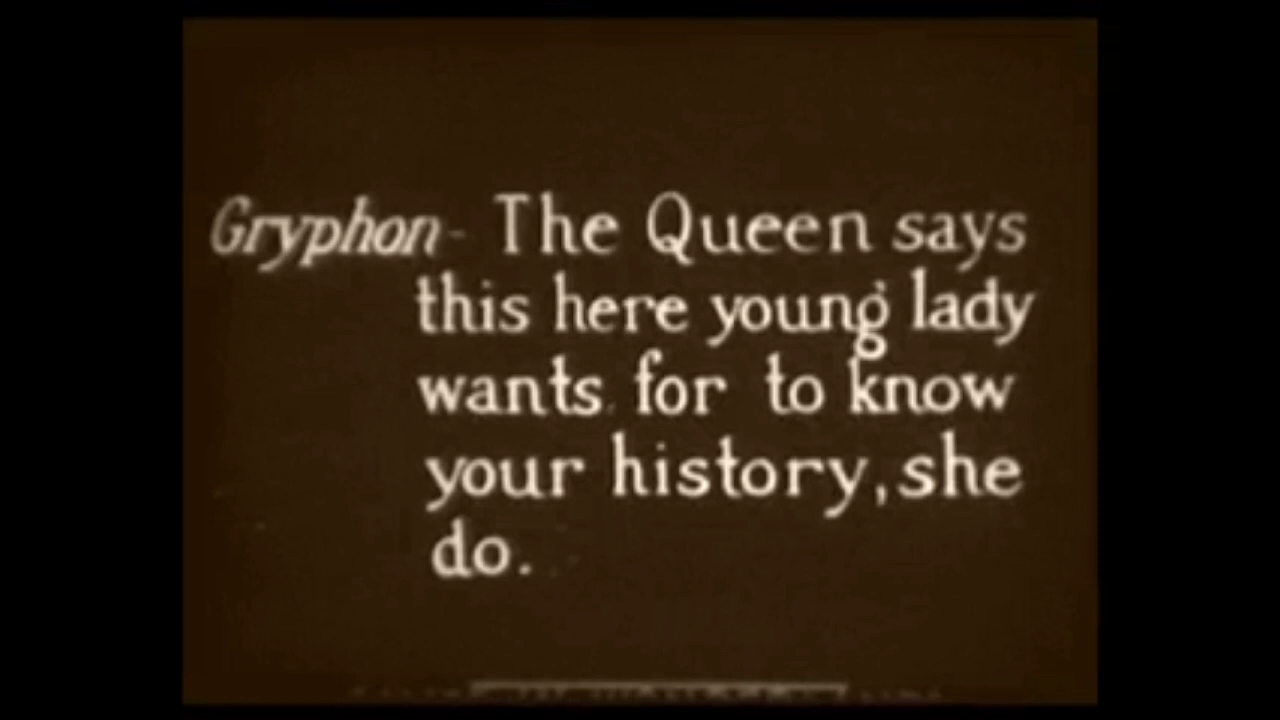 Gryphon- The Queen says
this here young lady
wants for to know
your history, she
do.